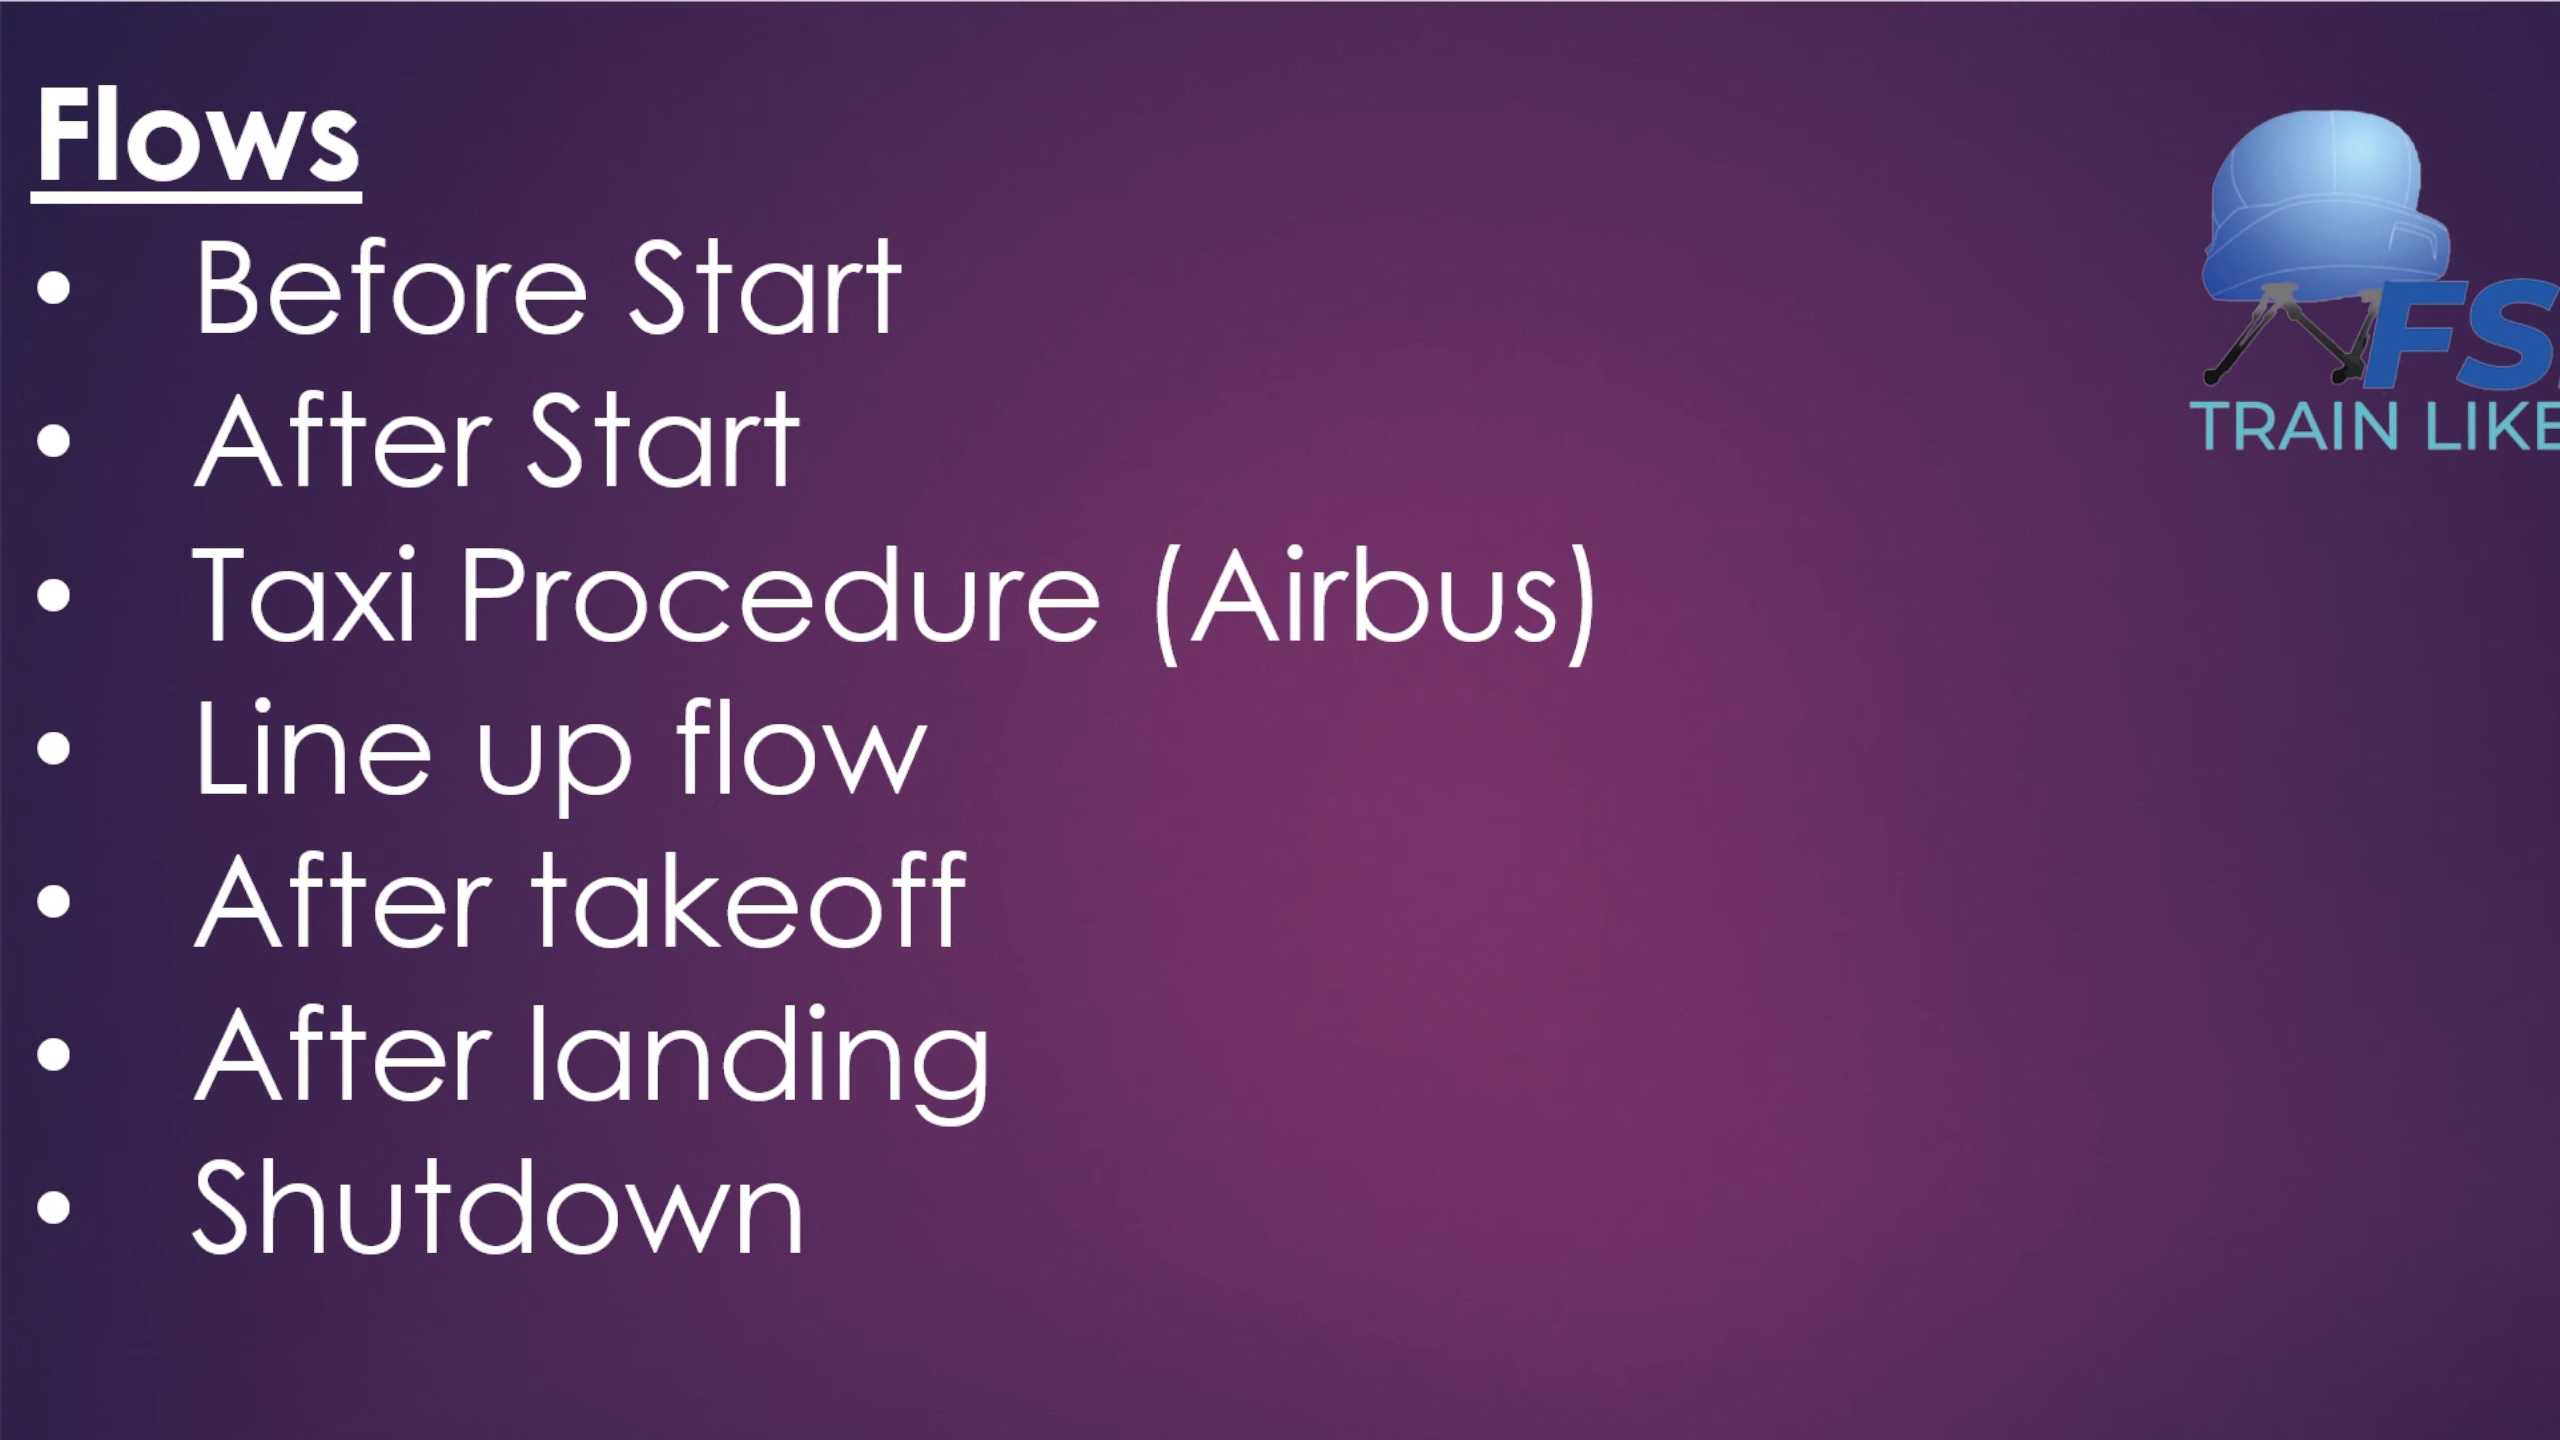 Flows
• Before Start
• After Start
• Taxi Procedure (Airbus)
• Line up flow
• After takeoff
• After landing
• Shutdown
FS
TRAIN LIKE